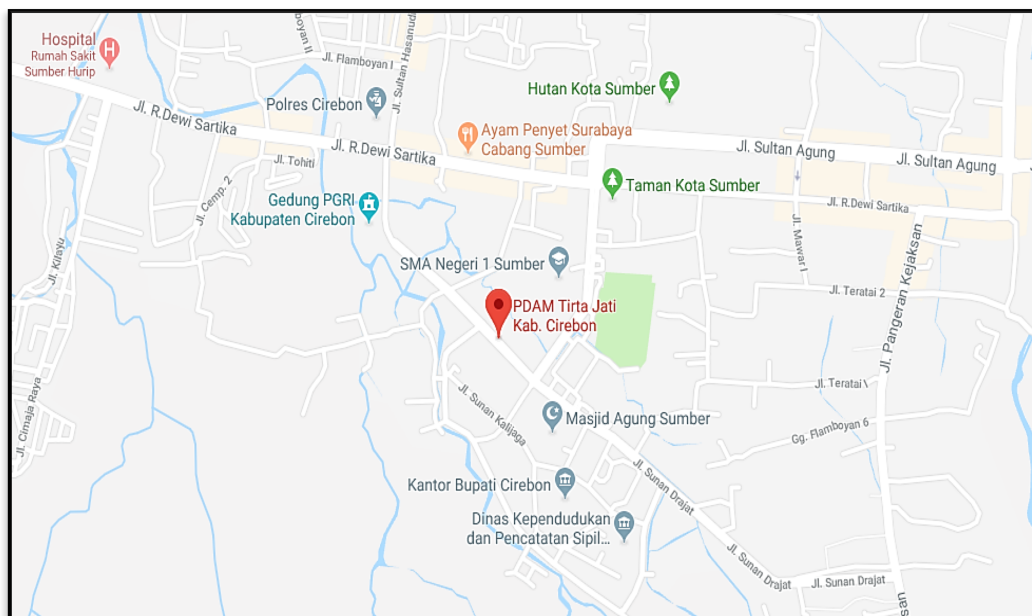 Hospital
Rumah Sakit
Sumber Hurip
boyan II
Jl. Flamboyan I
Jl. Sultan Hasanud
Polres Cirebon
Hutan Kota Sumber
Jl. R.Dewi Sartika
Jl. R.Dewi Sartika
Ayam Penyet Surabaya
Cabang Sumber
Jl. Sultan Agung
Jl. Sultan Agung
J
Jl. Tohiti
Jl. Cemp. 2
Gedung PGRI
Kabupaten Cirebon
Taman Kota Sumber
Jl. R.Dewi Sartika
Jl. Mawar I
Jl. Kilayu
SMA Negeri 1 Sumber
Jl. Teratai 2
Jl. Pangeran Kejaksan
PDAM Tirta Jati
Kab. Cirebon
Jl. Cimaja Raya
Jl. Sunan Kalijaga
Jl. Teratai \
Masjid Agung Sumber
Gg. Flamboyan 6
Kantor Bupati Cirebon
Jl. Sunan Drajat
Dinas Kependudukan
dan Pencatatan Sipil...
Jl. Sunan Drajat
Jl. Sunan Drajat
san